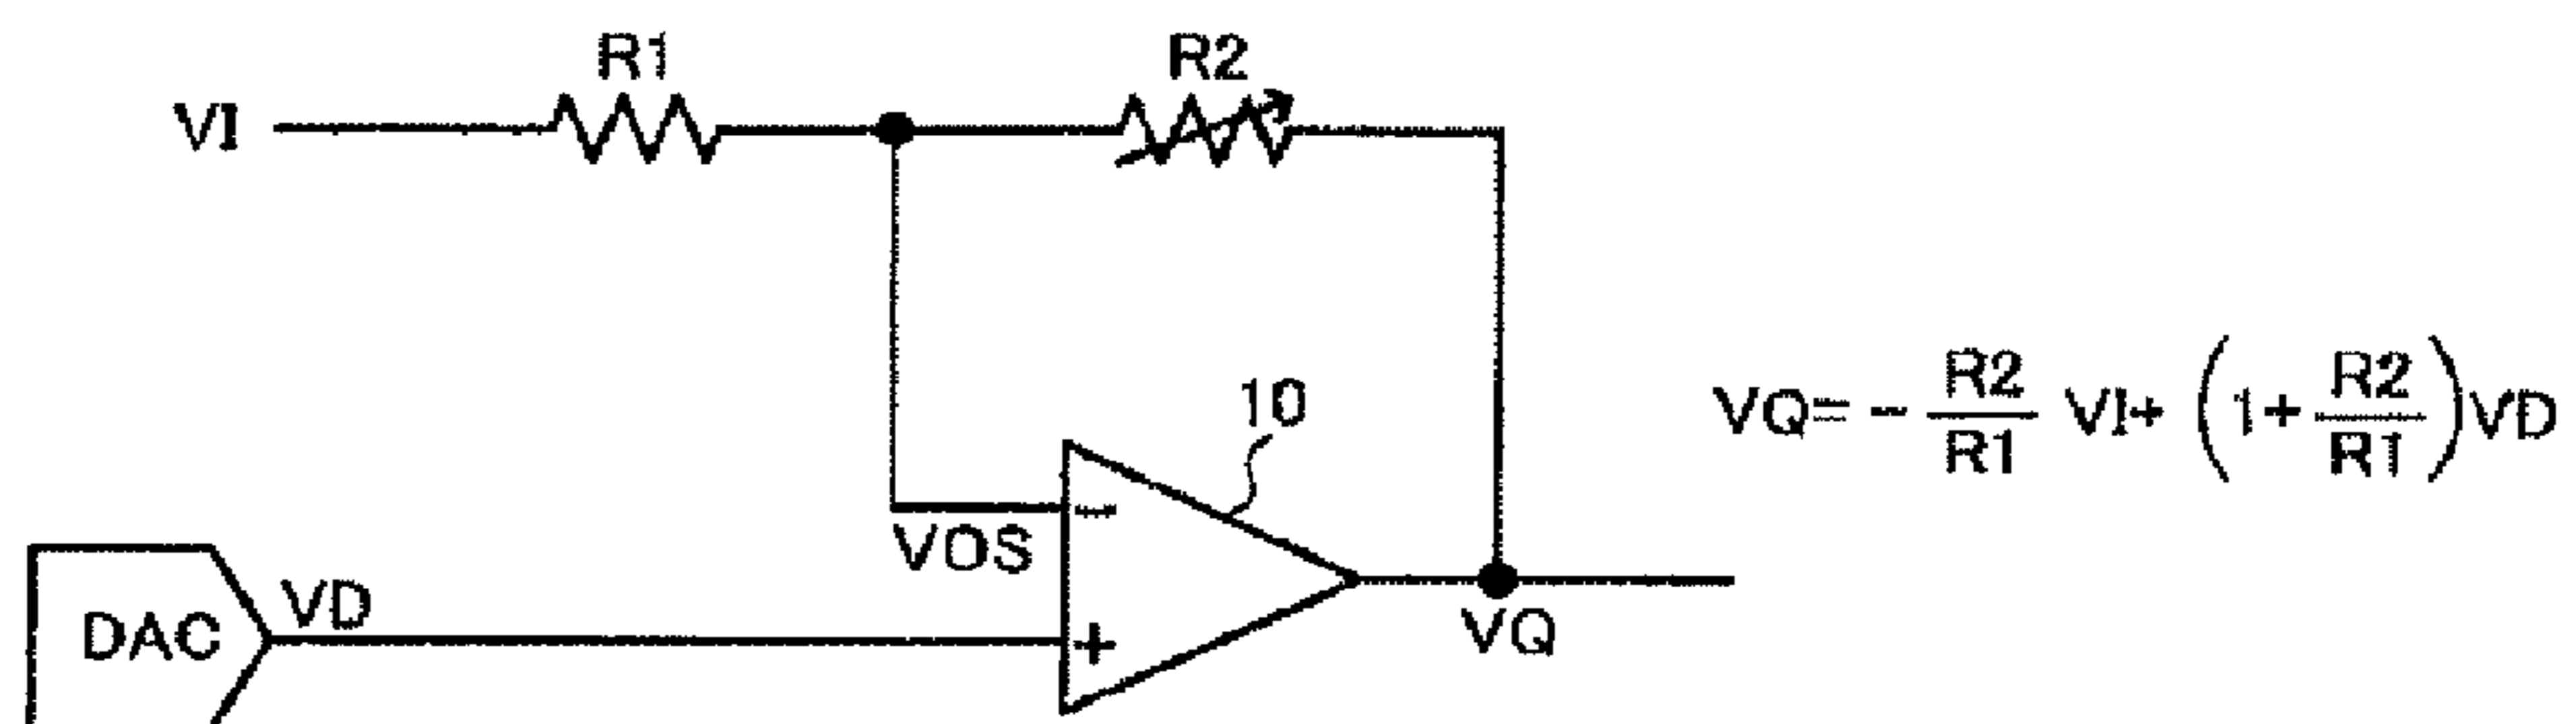 R1
R2
VI
10
VQ= - R2/R1 VI+ (1+ R2/R1)VD
-
VOS
DAC
VD
+
VQ